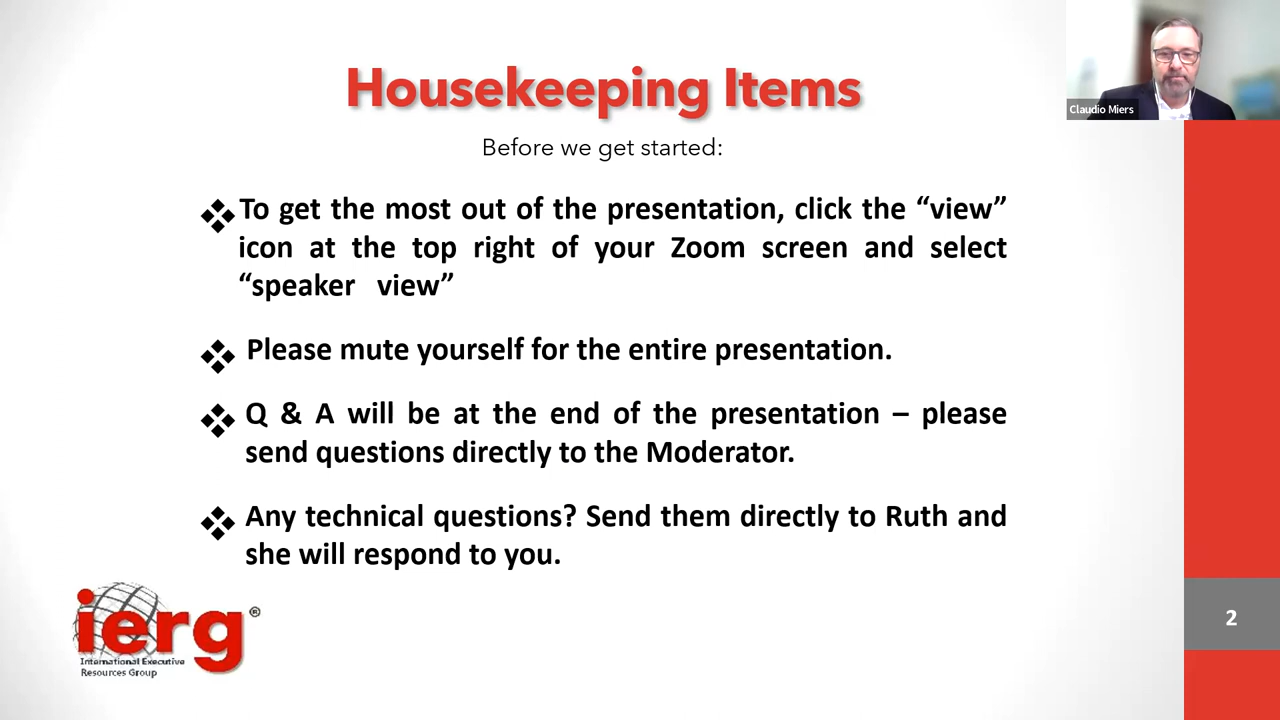 Housekeeping Items
Claudio Miers
Before we get started:
To get the most out of the presentation, click the “view”
icon at the top right of your Zoom screen and select
“speaker view”
Please mute yourself for the entire presentation.
Q & A will be at the end of the presentation – please
send questions directly to the Moderator.
Any technical questions? Send them directly to Ruth and
she will respond to you.
ierg®
International Executive
Resources Group
2